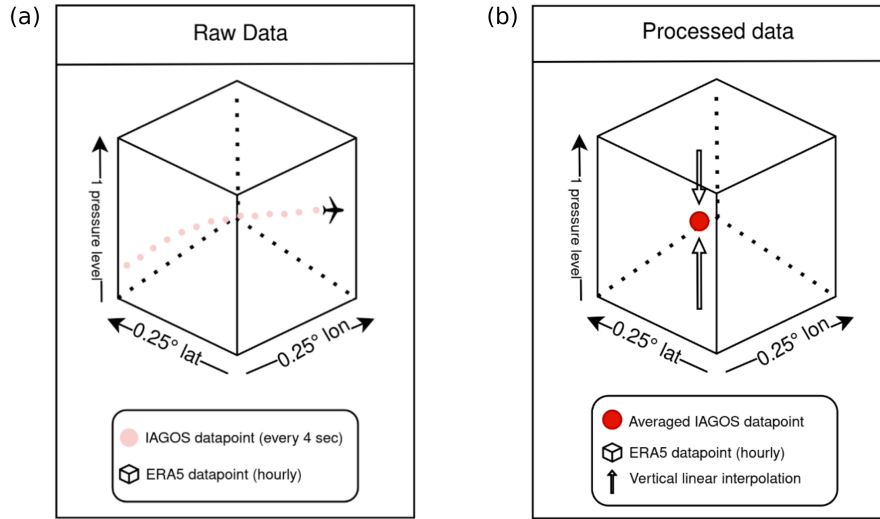 (a)
Raw Data
1 pressure level
0.25° lat
0.25° lon
IAGOS datapoint (every 4 sec)
ERA5 datapoint (hourly)
(b)
Processed data
1 pressure level
0.25° lat
0.25° lon
Averaged IAGOS datapoint
ERA5 datapoint (hourly)
Vertical linear interpolation